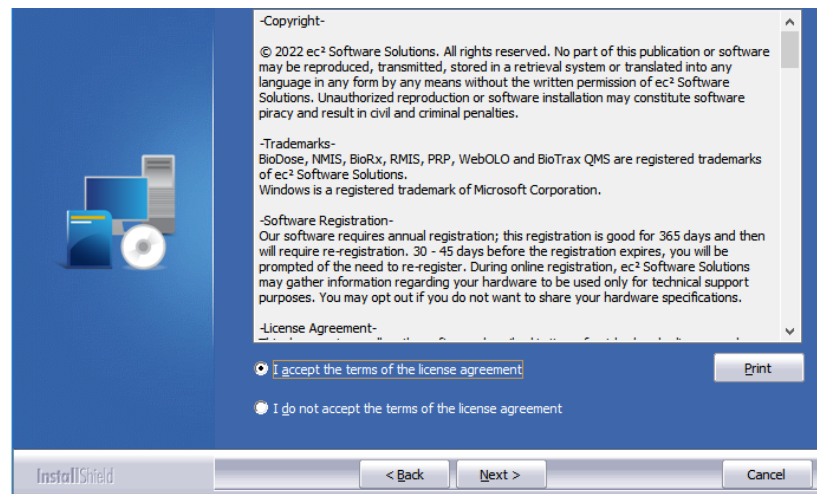 -Copyright-
© 2022 ec² Software Solutions. All rights reserved. No part of this publication or software
may be reproduced, transmitted, stored in a retrieval system or translated into any
language in any form by any means without the written permission of ec² Software
Solutions. Unauthorized reproduction or software installation may constitute software
piracy and result in civil and criminal penalties.
-Trademarks-
BioDose, NMIS, BioRx, RMIS, PRP, WebOLO and BioTrax QMS are registered trademarks
of ec² Software Solutions.
Windows is a registered trademark of Microsoft Corporation.
-Software Registration-
Our software requires annual registration; this registration is good for 365 days and then
will require re-registration. 30 - 45 days before the registration expires, you will be
prompted of the need to re-register. During online registration, ec² Software Solutions
may gather information regarding your hardware to be used only for technical support
purposes. You may opt out if you do not want to share your hardware specifications.
-License Agreement-
I accept the terms of the license agreement
Print
I do not accept the terms of the license agreement
InstallShield
< Back
Next >
Cancel